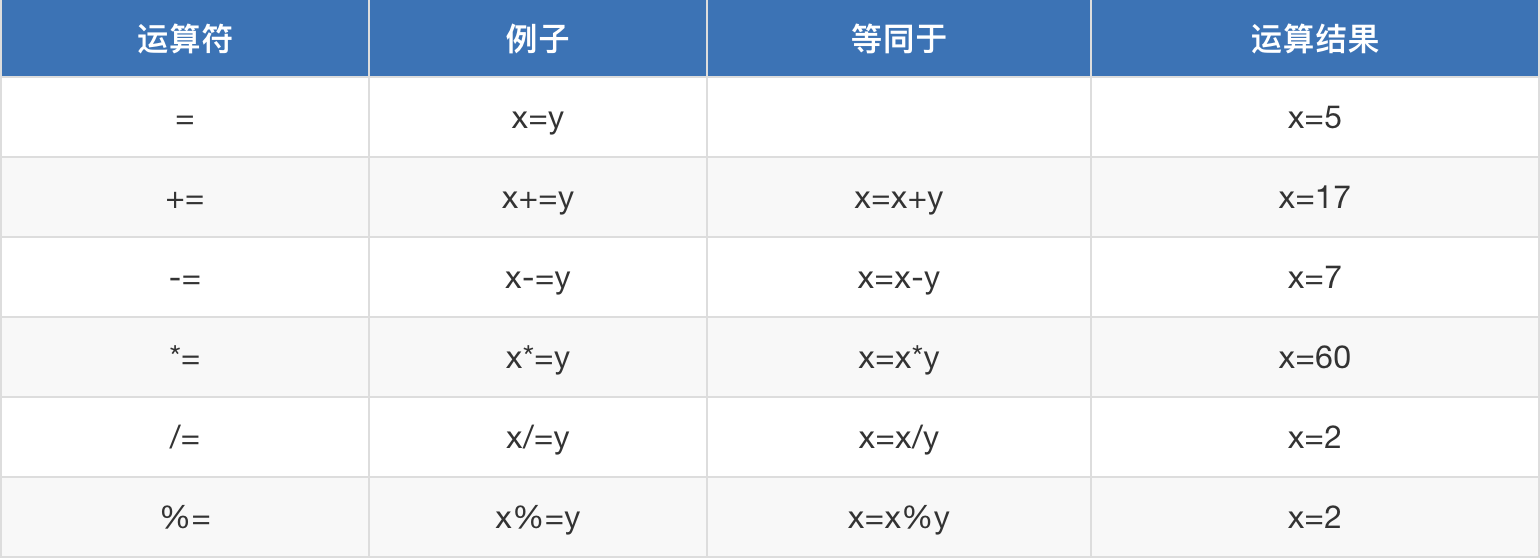 运算符 例子 等同于 运算结果
= x=y x=5
+= x+=y x=x+y x=17
-= x-=y x=x-y x=7
*= x*=y x=x*y x=60
/= x/=y x=x/y x=2
%= x%=y x=x%y x=2